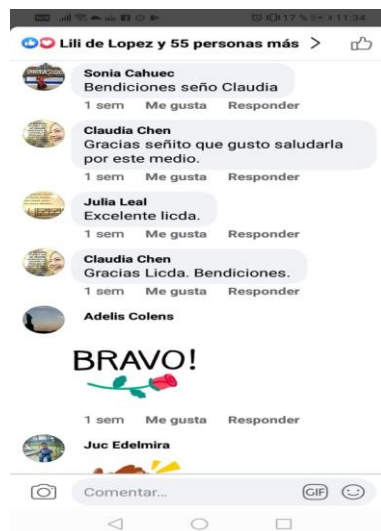 11:34
Lili de Lopez y 55 personas más >
Sonia Cahuec
Bendiciones seño Claudia
1 sem Me gusta Responder
Claudia Chen
Gracias señito que gusto saludarla
por este medio.
1 sem Me gusta Responder
Julia Leal
Excelente licda.
1 sem Me gusta Responder
Claudia Chen
Gracias Licda. Bendiciones.
1 sem Me gusta Responder
Adelis Colens
BRAVO!
1 sem Me gusta Responder
Juc Edelmira
Comentar...
GIF